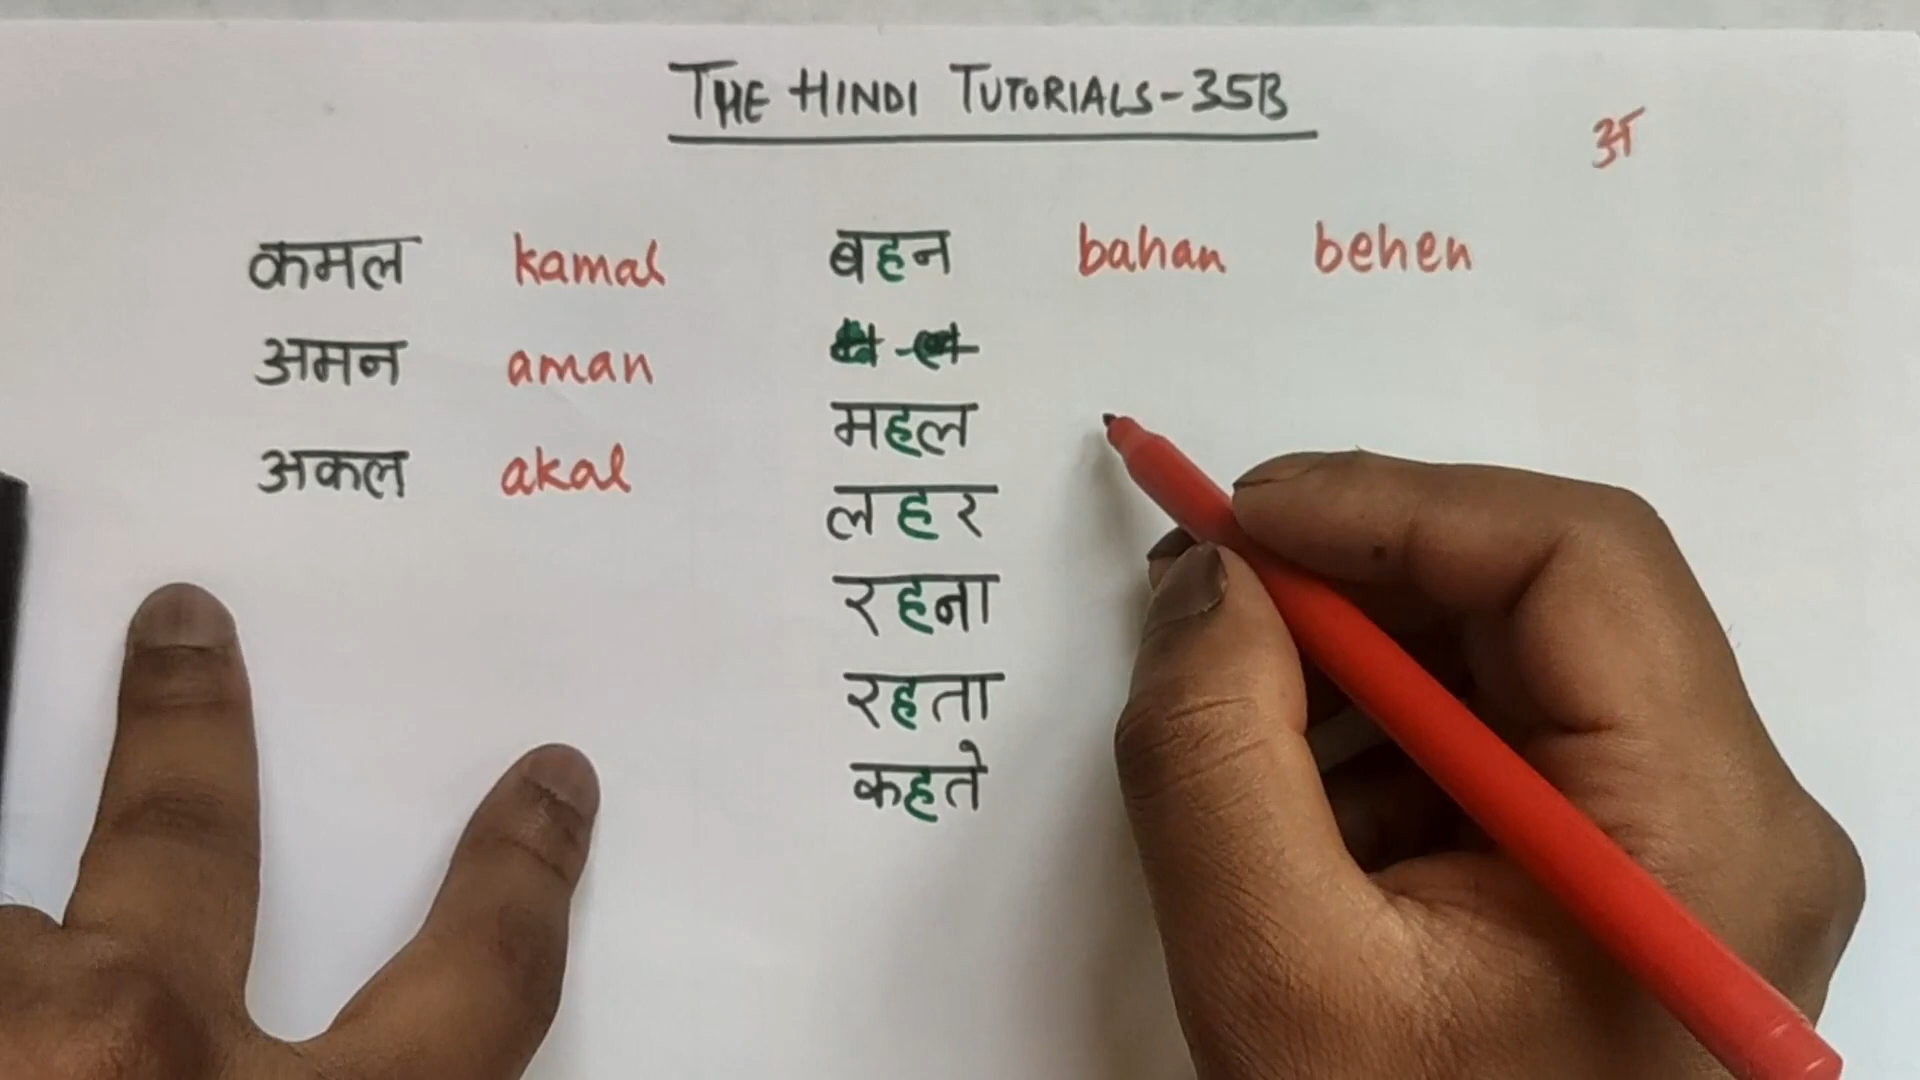 THE HINDI TUTORIALS-35B
अ
कमल kamal
अमन aman
अकल akal
बहन bahan behen
महल
लहर
रहना
रहता
कहते